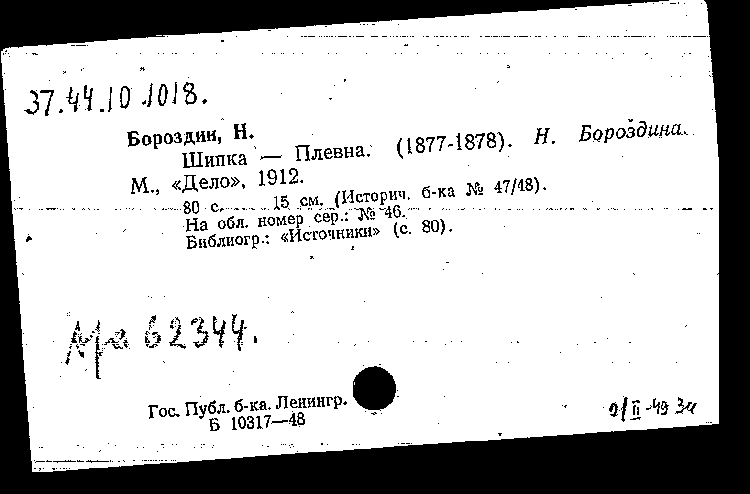 37.44.10.1018.
Бороздин, Н.
Шипка — Плевна. (1877-1878). Н. Бороздина.
М., «Дело», 1912.
80 с. 15 см. (Историч. б-ка № 47/48).
На обл. номер сер.: № 46.
Библиогр.: «Источники» (с. 80).
62344.
Гос. Публ. б-ка. Ленингр.
Б 10317—48